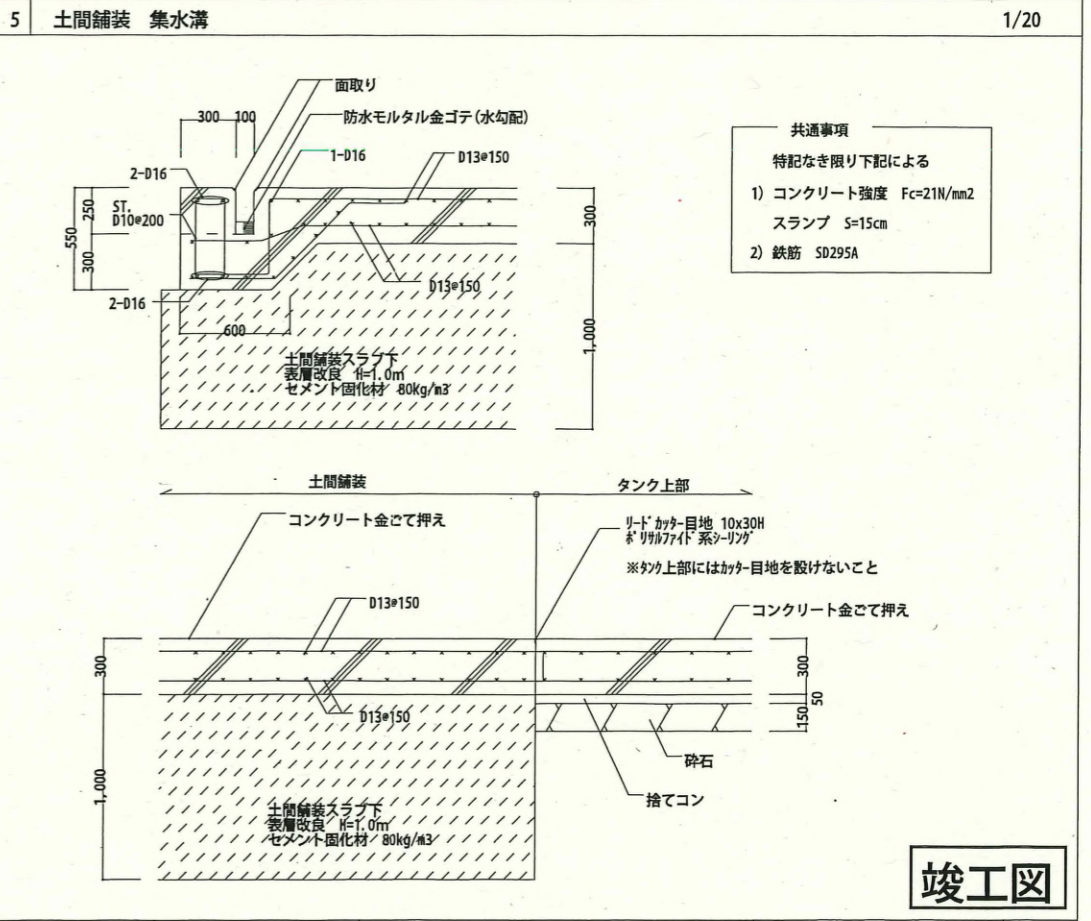 5 土間舗装 集水溝 1/20
面取り
300 100
防水モルタル金ゴテ(水勾配)
1-D16
D13@150
2-D16
ST.
D10@200
250
550
300
300
D13@150
2-D16
600
1,000
土間舗装スラブ下
表層改良 H=1.0m
セメント固化材 80kg/m3
共通事項
特記なき限り下記による
1) コンクリート強度 Fc=21N/mm2
スランプ S=15cm
2) 鉄筋 SD295A
土間舗装
タンク上部
コンクリート金ごて押え
リードカッター目地 10x30H
ポリサルファイド系シーリング
※タンク上部にはカッター目地を設けないこと
D13@150
コンクリート金ごて押え
300
300
50
150
D13@150
砕石
捨てコン
1,000
土間舗装スラブ下
表層改良 H=1.0m
セメント固化材 80kg/m3
竣工図